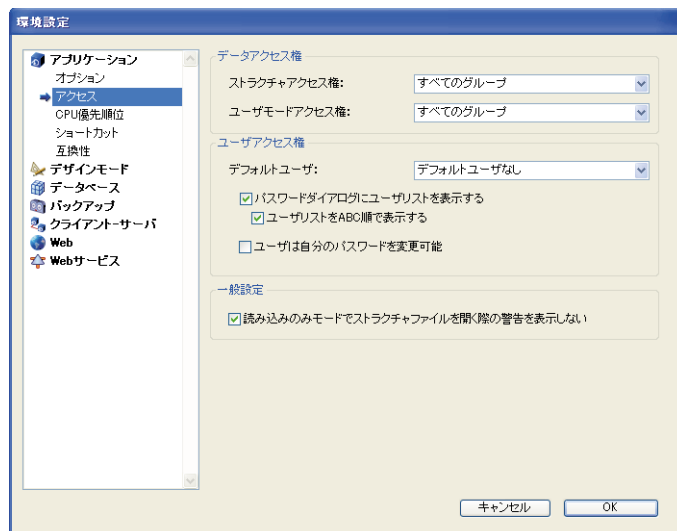 環境設定
アプリケーション
オプション
アクセス
CPU優先順位
ショートカット
互換性
デザインモード
データベース
バックアップ
クライアント-サーバ
Web
Webサービス
データアクセス権
ストラクチャアクセス権: すべてのグループ
ユーザモードアクセス権: すべてのグループ
ユーザアクセス権
デフォルトユーザ: デフォルトユーザなし
パスワードダイアログにユーザリストを表示する
ユーザリストをABC順で表示する
ユーザは自分のパスワードを変更可能
一般設定
読み込みのみモードでストラクチャファイルを開く際の警告を表示しない
キャンセル OK